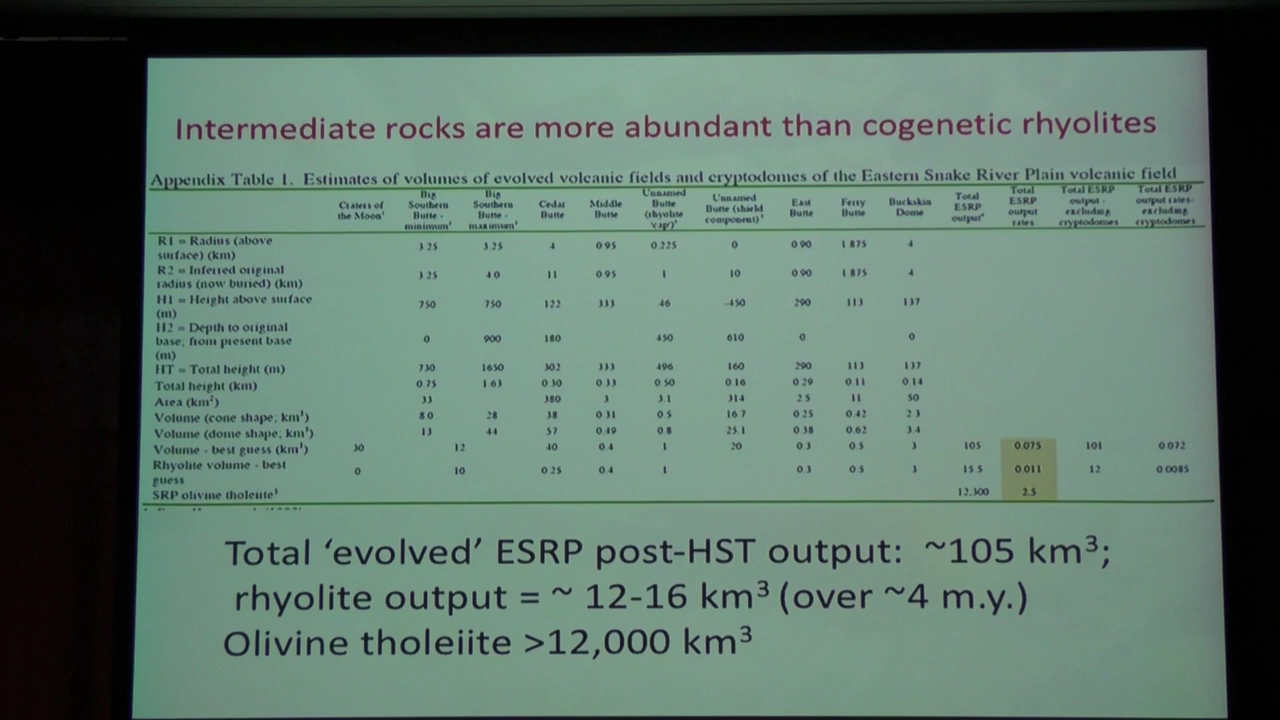 Intermediate rocks are more abundant than cogenetic rhyolites
Appendix Table 1. Estimates of volumes of evolved volcanic fields and cryptodomes of the Eastern Snake River Plain volcanic field
Craters of the Moon¹ Big Southern Butte - minimum¹ Big Southern Butte - maximum¹ Cedar Butte Middle Butte Unnamed Butte (rhyolite cap)² Unnamed Butte (shield component)² East Butte Ferry Butte Buckskin Dome Total ESRP output² Total ESRP output rates Total ESRP output - excluding cryptodomes Total ESRP output rates- excluding cryptodomes
R1 = Radius (above surface) (km) 3.25 3.25 4 0.95 0.225 0 0.90 1.875 4
R2 = Inferred original radius (now buried) (km) 3.25 4.0 11 0.95 1 10 0.90 1.875 4
H1 = Height above surface (m) 750 750 122 333 46 -450 290 113 137
H2 = Depth to original base, from present base (m) 0 900 180 450 610 0 0
HT = Total height (m) 1650 302 333 496 160 290 113 137
Total height (km) 0.75 0.30 0.33 0.50 0.16 0.29 0.11 0.14
Area (km²) 33 380 3 3.1 314 2.5 11 50
Volume (cone shape; km³) 8.0 28 38 0.31 0.5 16.7 0.25 0.42 2.3
Volume (dome shape; km³) 13 44 57 0.49 0.8 25.1 0.38 0.62 3.4
Volume - best guess (km³) 30 12 40 0.4 1 20 0.3 0.5 3 105 0.075 101 0.072
Rhyolite volume - best guess 0 10 0.25 0.4 1 0.3 0.5 3 15.5 0.011 12 0.0085
SRP olivine tholeiite³ 12,300 2.5
Total ‘evolved’ ESRP post-HST output: ~105 km³;
rhyolite output = ~ 12-16 km³ (over ~4 m.y.)
Olivine tholeiite >12,000 km³